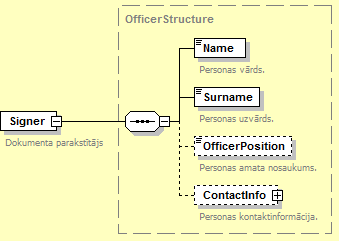 OfficerStructure
Name
Personas vārds.
Surname
Personas uzvārds.
Signer
Dokumenta parakstītājs
OfficerPosition
Personas amata nosaukums.
ContactInfo
Personas kontaktinformācija.